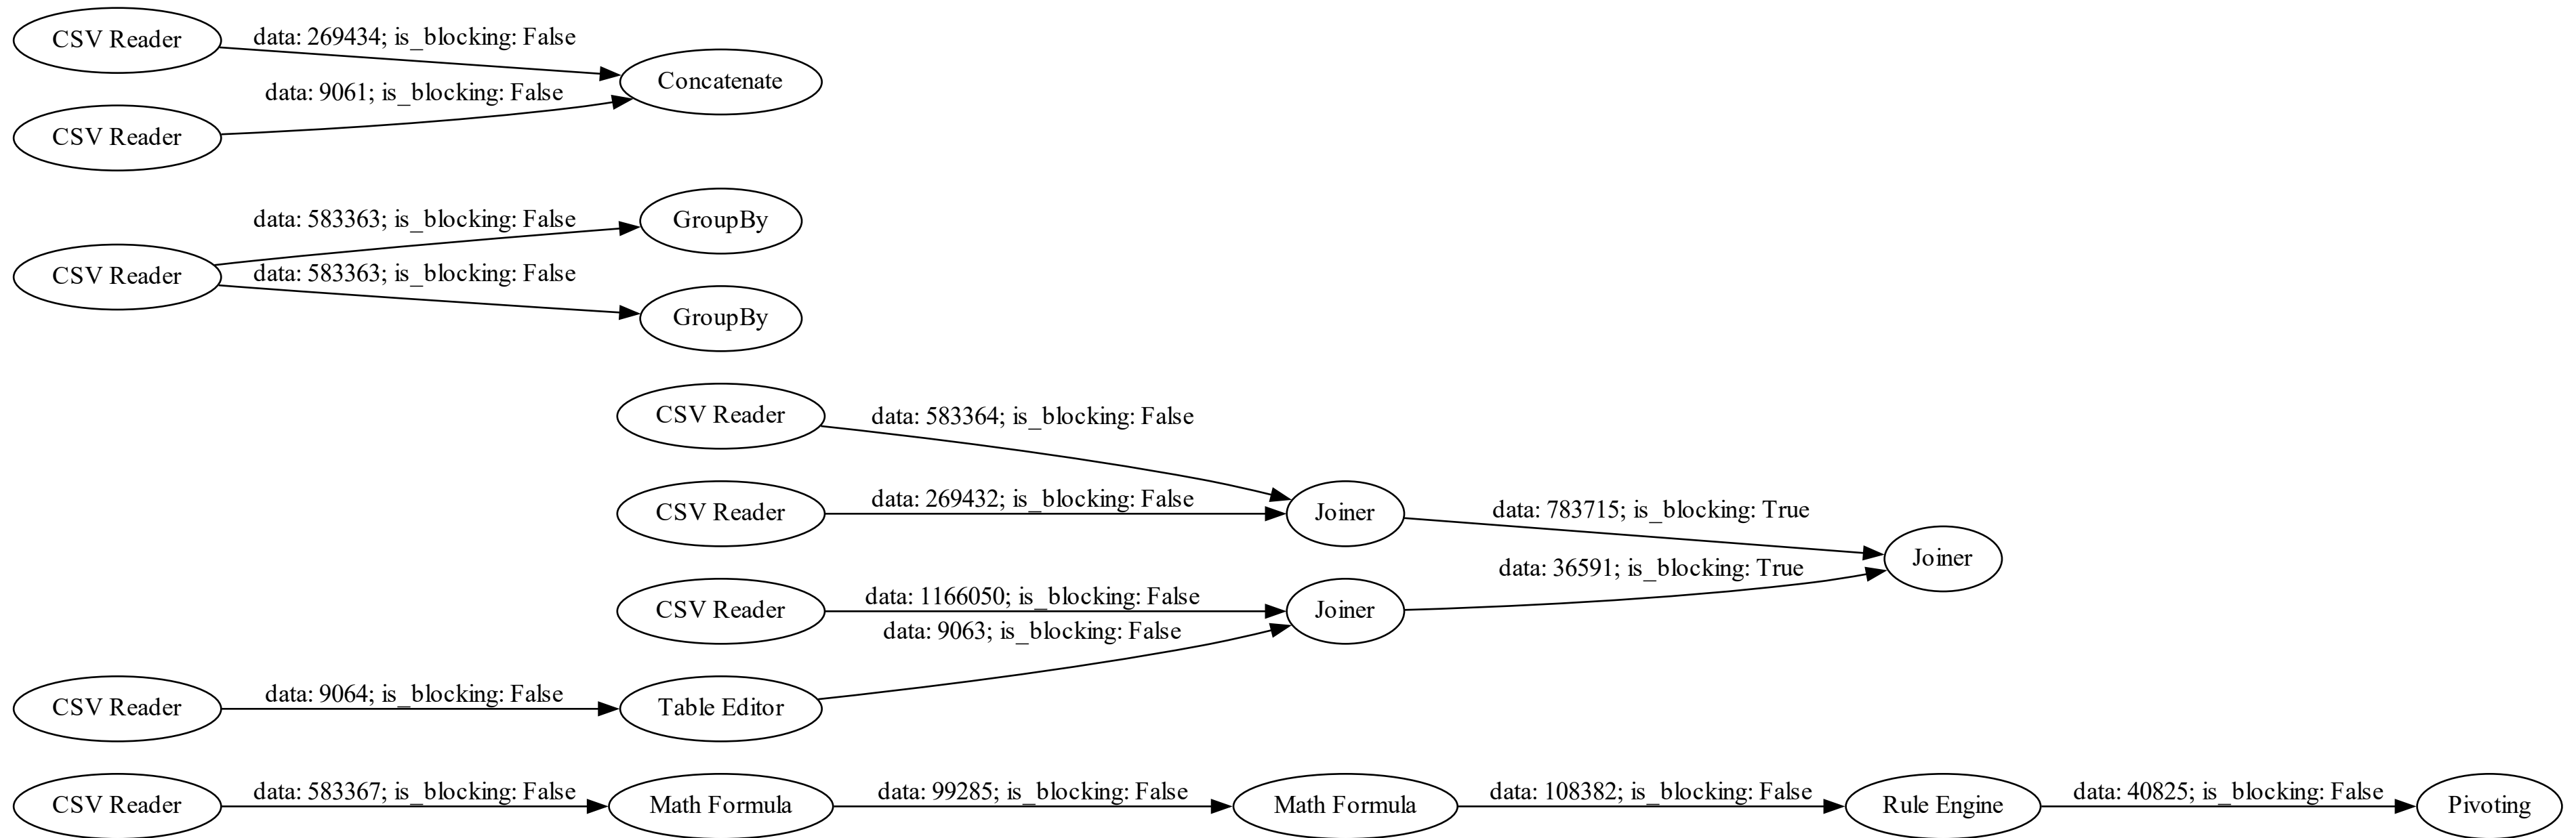 CSV Reader
data: 269434; is_blocking: False
Concatenate
data: 9061; is_blocking: False
CSV Reader
CSV Reader
data: 583363; is_blocking: False
GroupBy
data: 583363; is_blocking: False
GroupBy
CSV Reader
data: 583364; is_blocking: False
CSV Reader
data: 269432; is_blocking: False
Joiner
data: 783715; is_blocking: True
Joiner
CSV Reader
data: 1166050; is_blocking: False
Joiner
data: 36591; is_blocking: True
data: 9063; is_blocking: False
CSV Reader
data: 9064; is_blocking: False
Table Editor
CSV Reader
data: 583367; is_blocking: False
Math Formula
data: 99285; is_blocking: False
Math Formula
data: 108382; is_blocking: False
Rule Engine
data: 40825; is_blocking: False
Pivoting